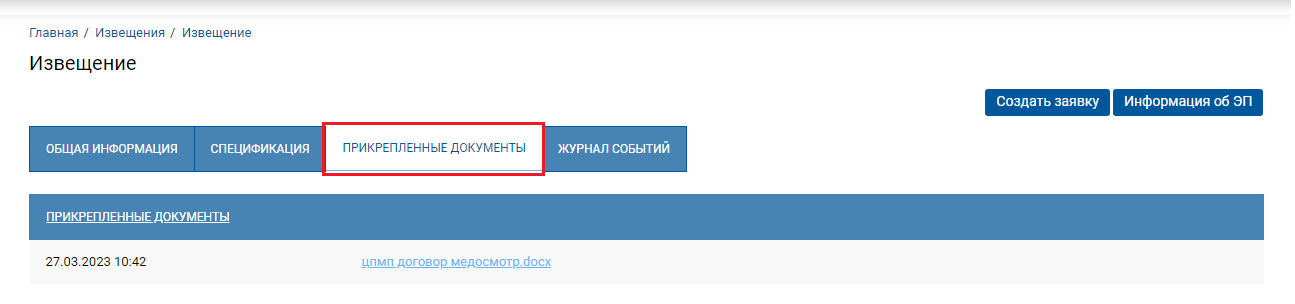 Главная / Извещения / Извещение
Извещение
Создать заявку Информация об ЭП
ОБЩАЯ ИНФОРМАЦИЯ СПЕЦИФИКАЦИЯ ПРИКРЕПЛЕННЫЕ ДОКУМЕНТЫ ЖУРНАЛ СОБЫТИЙ
ПРИКРЕПЛЕННЫЕ ДОКУМЕНТЫ
27.03.2023 10:42 цпмп договор медосмотр.docx